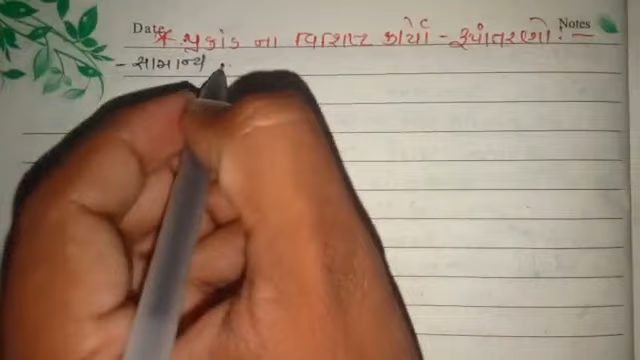 Date
Notes
* પ્રકાંડ ના વિશિષ્ટ કાર્યો - રૂપાંતરણો : -
- સામાન્ય